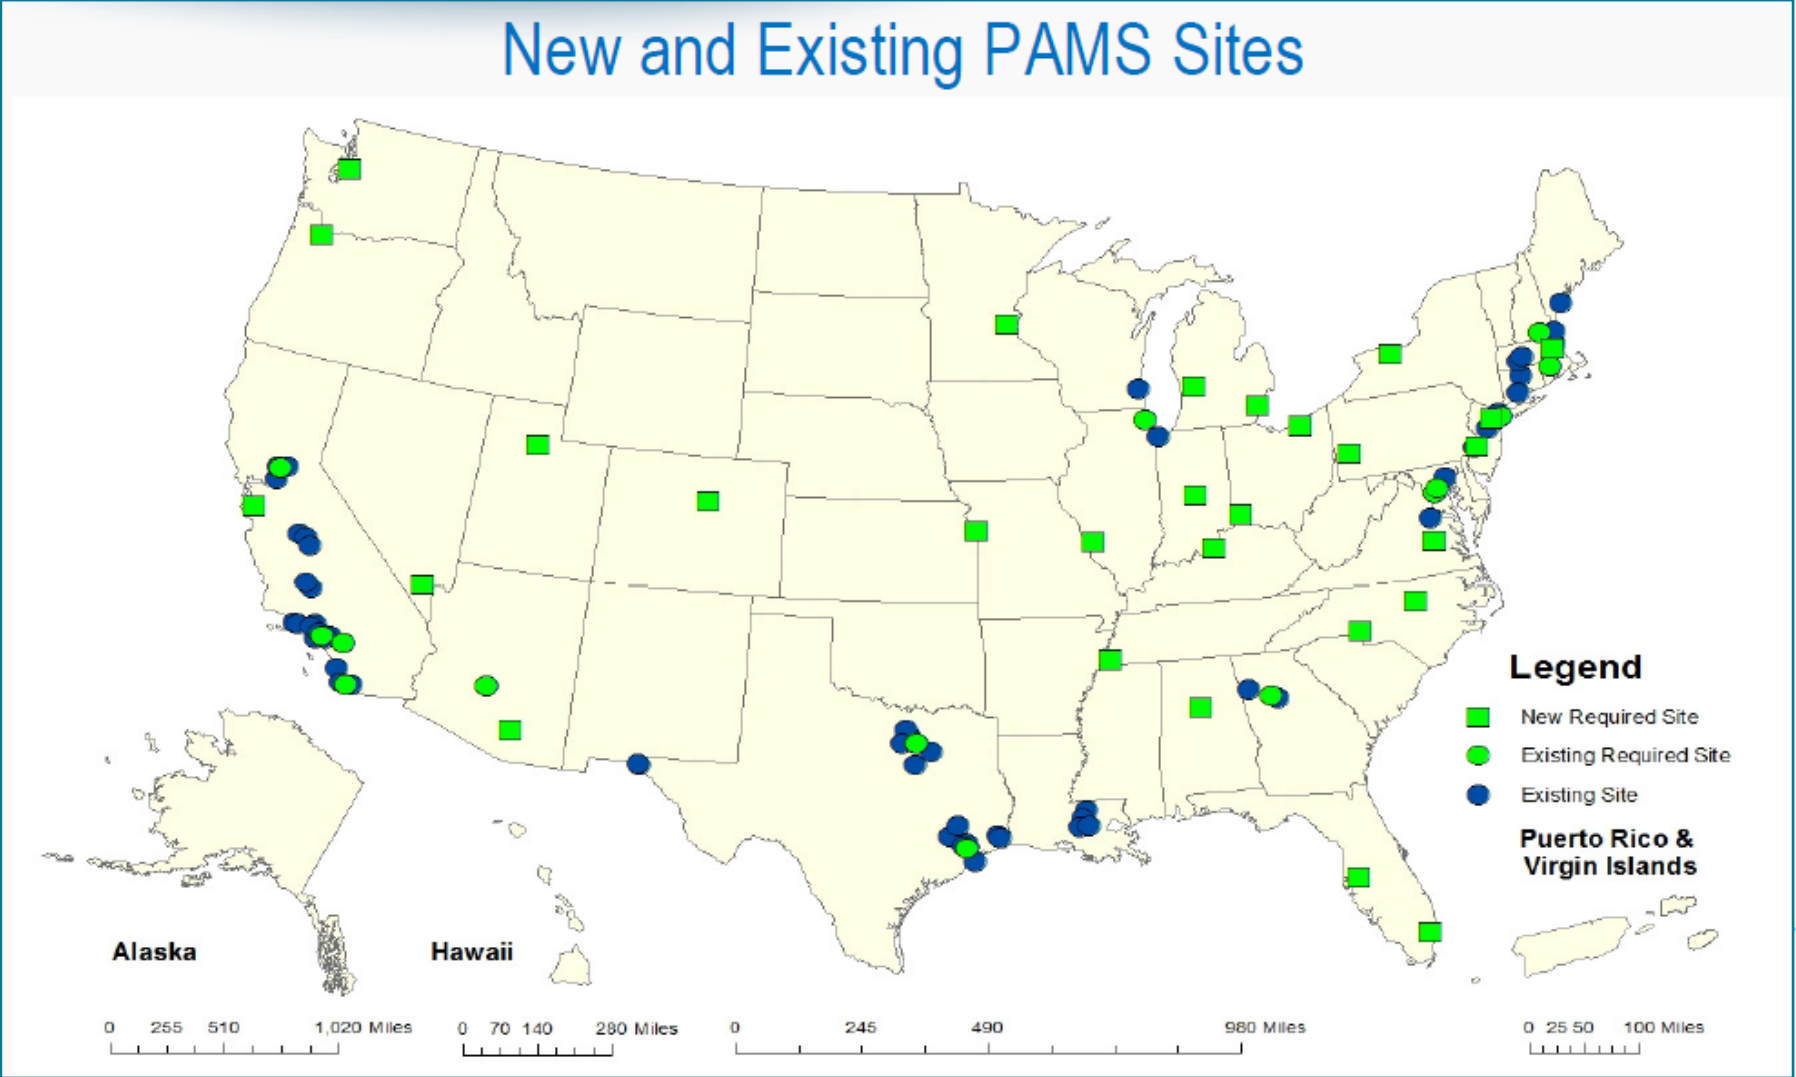 New and Existing PAMS Sites
Legend
New Required Site
Existing Required Site
Existing Site
Puerto Rico &
Virgin Islands
Alaska
Hawaii
0 255 510 1,020 Miles
0 70 140 280 Miles
0 245 490 980 Miles
0 25 50 100 Miles